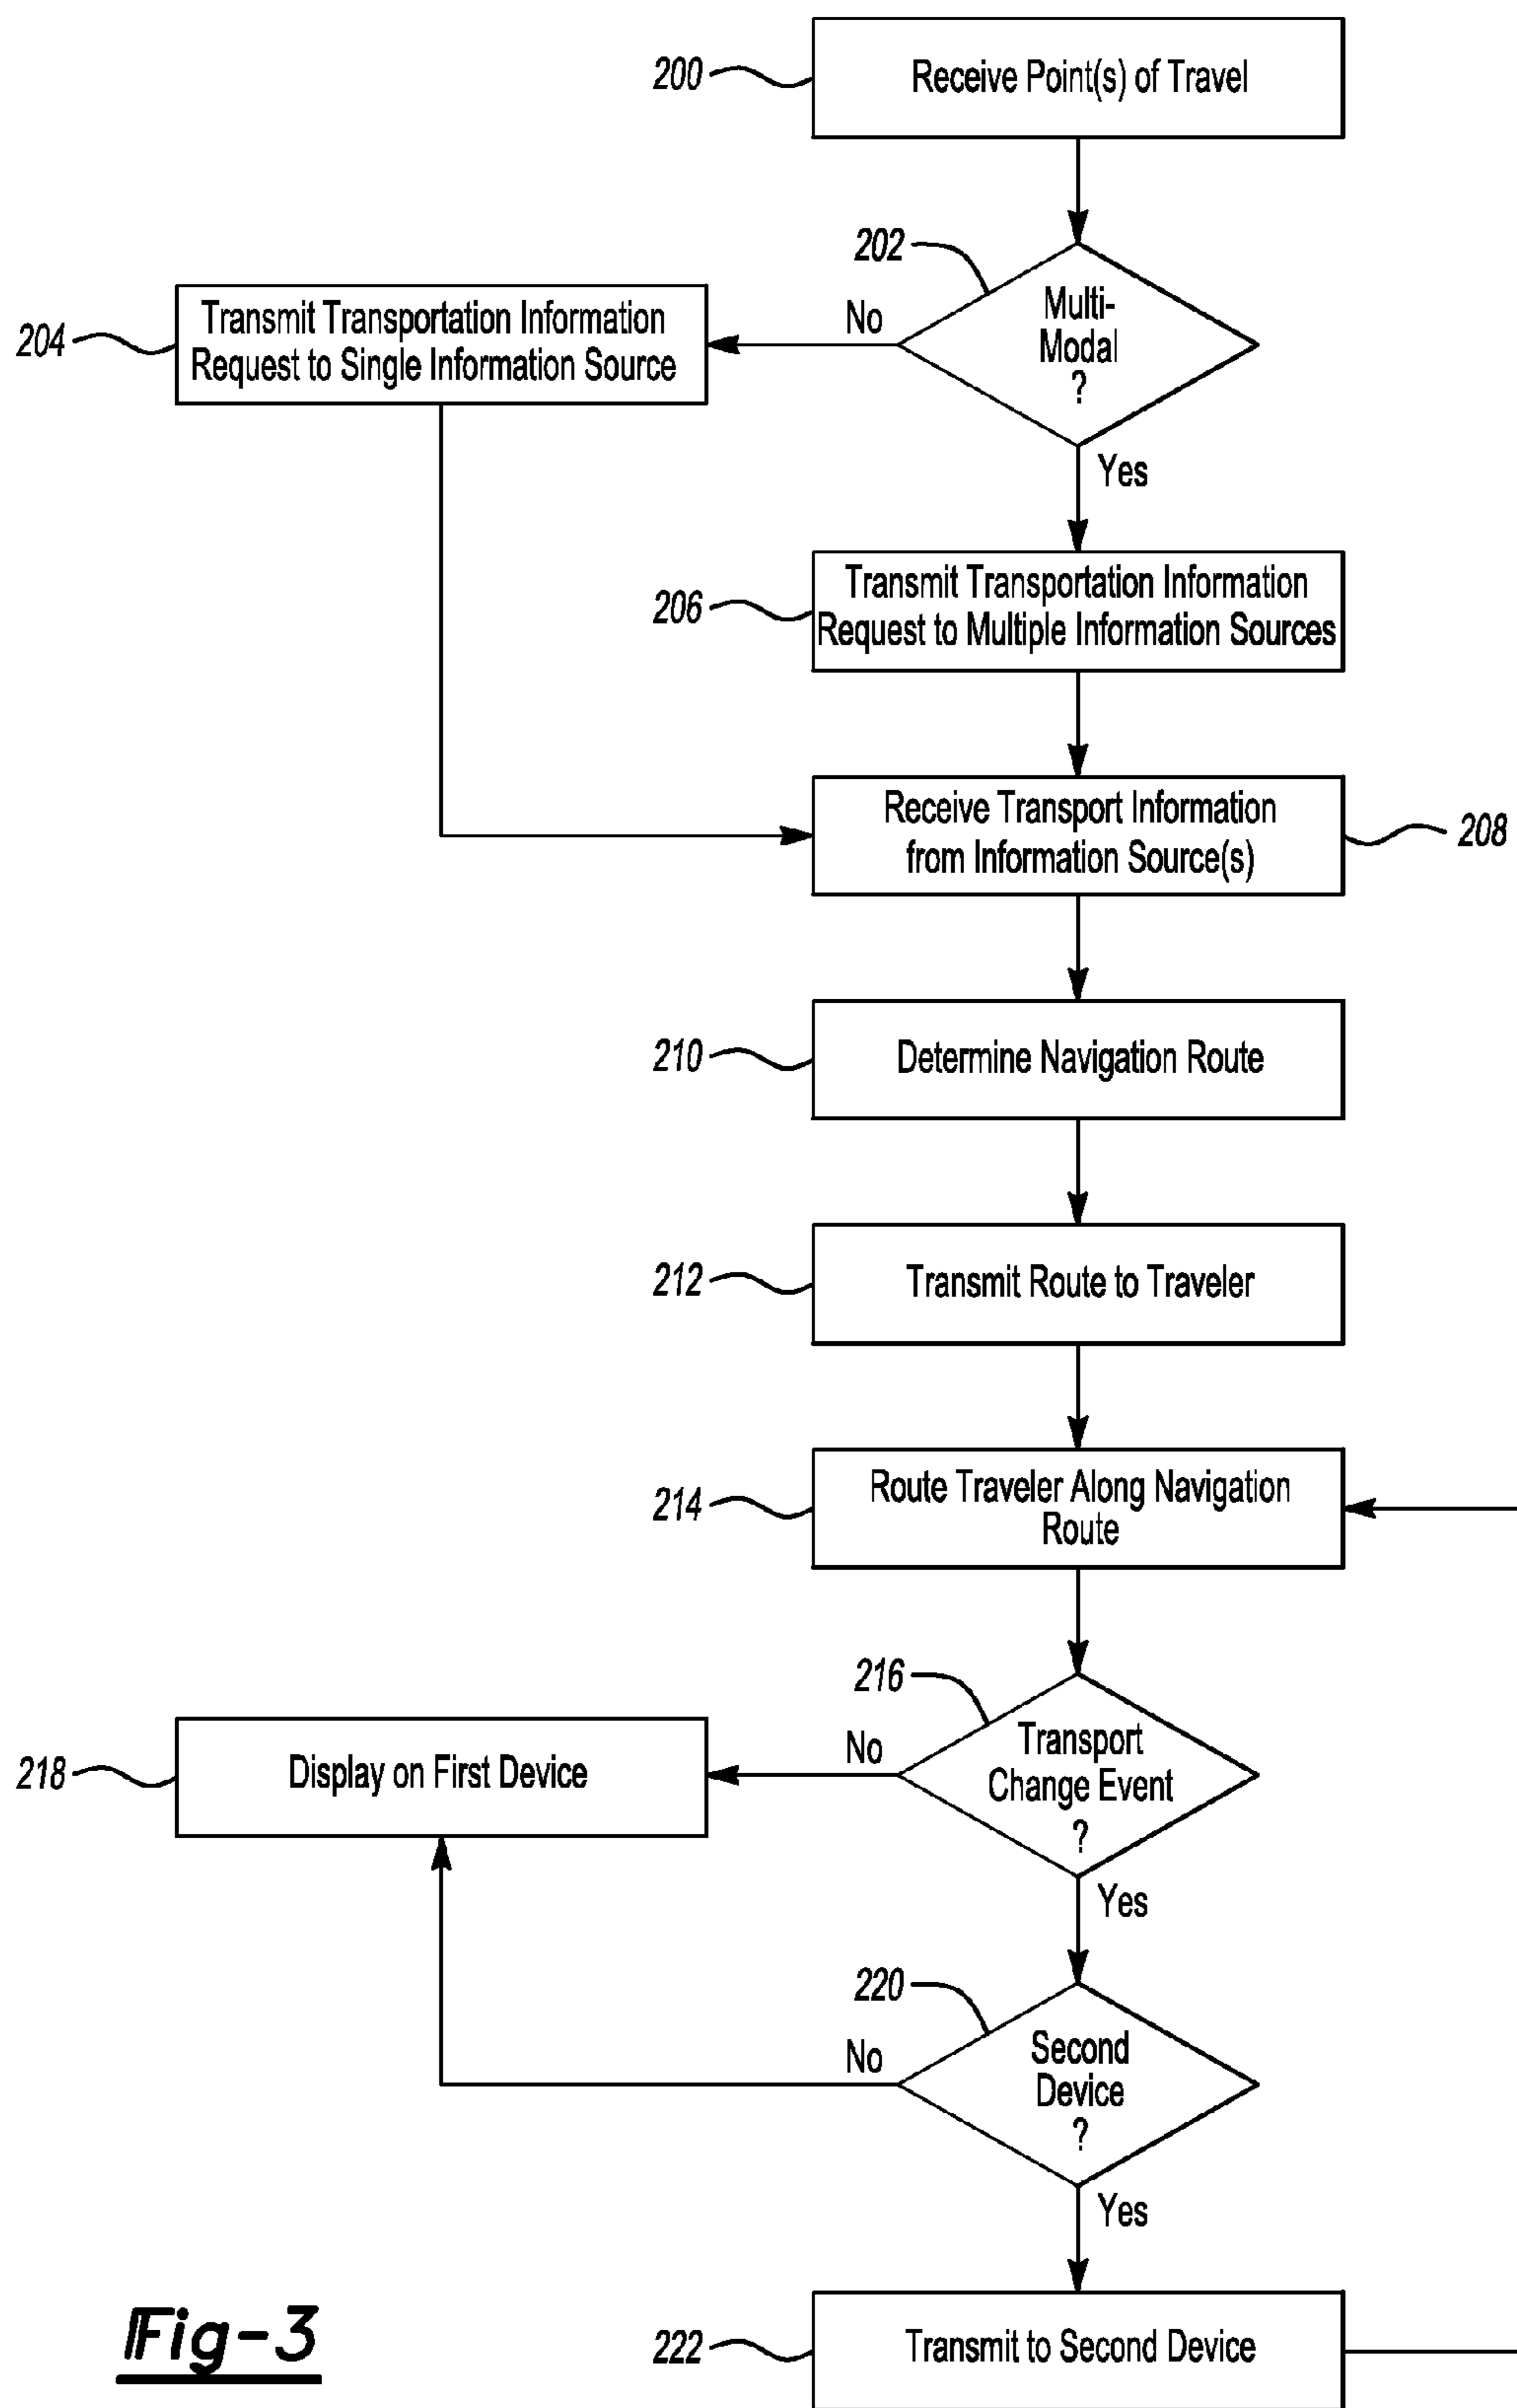 200
Receive Point(s) of Travel
202
Multi-
Modal
?
No
Yes
204
Transmit Transportation Information
Request to Single Information Source
206
Transmit Transportation Information
Request to Multiple Information Sources
Receive Transport Information
from Information Source(s)
208
210
Determine Navigation Route
212
Transmit Route to Traveler
214
Route Traveler Along Navigation
Route
216
Transport
Change Event
?
No
Yes
218
Display on First Device
220
Second
Device
?
No
Yes
222
Transmit to Second Device
Fig-3